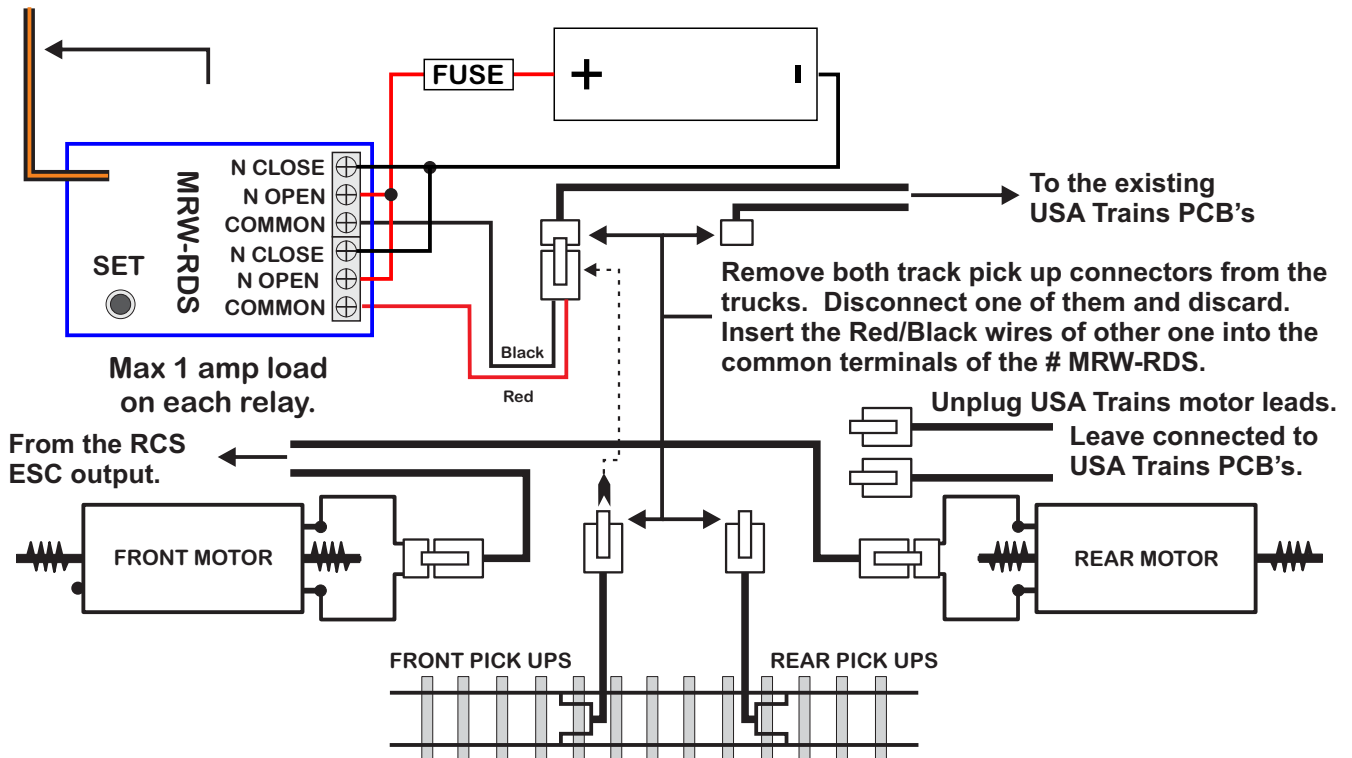 FUSE
+
-
N CLOSE
N OPEN
COMMON
N CLOSE
N OPEN
COMMON
MRW-RDS
SET
Max 1 amp load
on each relay.
Black
Red
To the existing
USA Trains PCB's
Remove both track pick up connectors from the
trucks.  Disconnect one of them and discard.
Insert the Red/Black wires of other one into the
common terminals of the # MRW-RDS.
Unplug USA Trains motor leads.
Leave connected to
USA Trains PCB's.
From the RCS
ESC output.
FRONT MOTOR
REAR MOTOR
FRONT PICK UPS
REAR PICK UPS